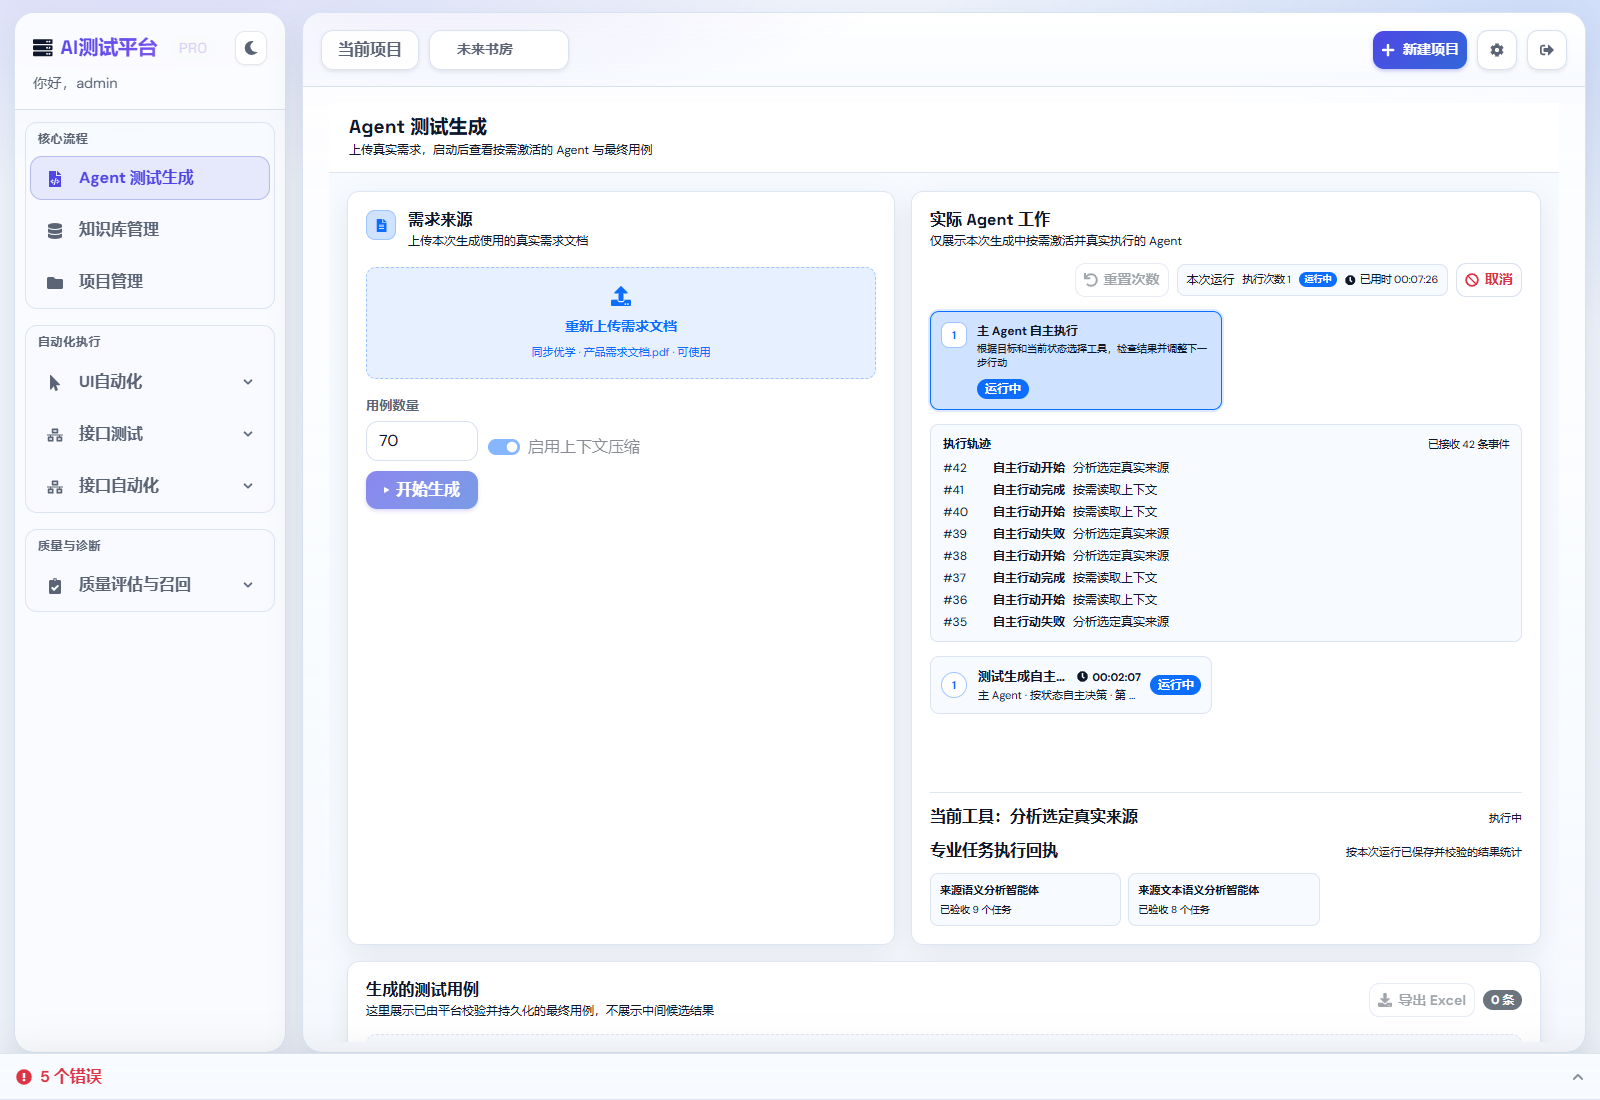 AI测试平台 PRO
你好，admin
核心流程
Agent 测试生成
知识库管理
项目管理
自动化执行
UI自动化
接口测试
接口自动化
质量与诊断
质量评估与召回
当前项目
未来书房
新建项目
Agent 测试生成
上传真实需求，启动后查看按需激活的 Agent 与最终用例
需求来源
上传本次生成使用的真实需求文档
重新上传需求文档
同步优学 · 产品需求文档.pdf · 可使用
用例数量
70
启用上下文压缩
开始生成
实际 Agent 工作
仅展示本次生成中按需激活并真实执行的 Agent
重置次数
本次运行 执行次数 1 运行中 已用时 00:07:26
取消
1
主 Agent 自主执行
根据目标和当前状态选择工具，检查结果并调整下一
步行动
运行中
执行轨迹 已接收 42 条事件
#42 自主行动开始 分析选定真实来源
#41 自主行动完成 按需读取上下文
#40 自主行动开始 按需读取上下文
#39 自主行动失败 分析选定真实来源
#38 自主行动开始 分析选定真实来源
#37 自主行动完成 按需读取上下文
#36 自主行动开始 按需读取上下文
#35 自主行动失败 分析选定真实来源
1
测试生成自主... 00:02:07
主 Agent · 按状态自主决策 · 第 ...
运行中
当前工具：分析选定真实来源 执行中
专业任务执行回执 按本次运行已保存并校验的结果统计
来源语义分析智能体
已验收 9 个任务
来源文本语义分析智能体
已验收 8 个任务
生成的测试用例
这里展示已由平台校验并持久化的最终用例，不展示中间候选结果
导出 Excel
0 条
5 个错误